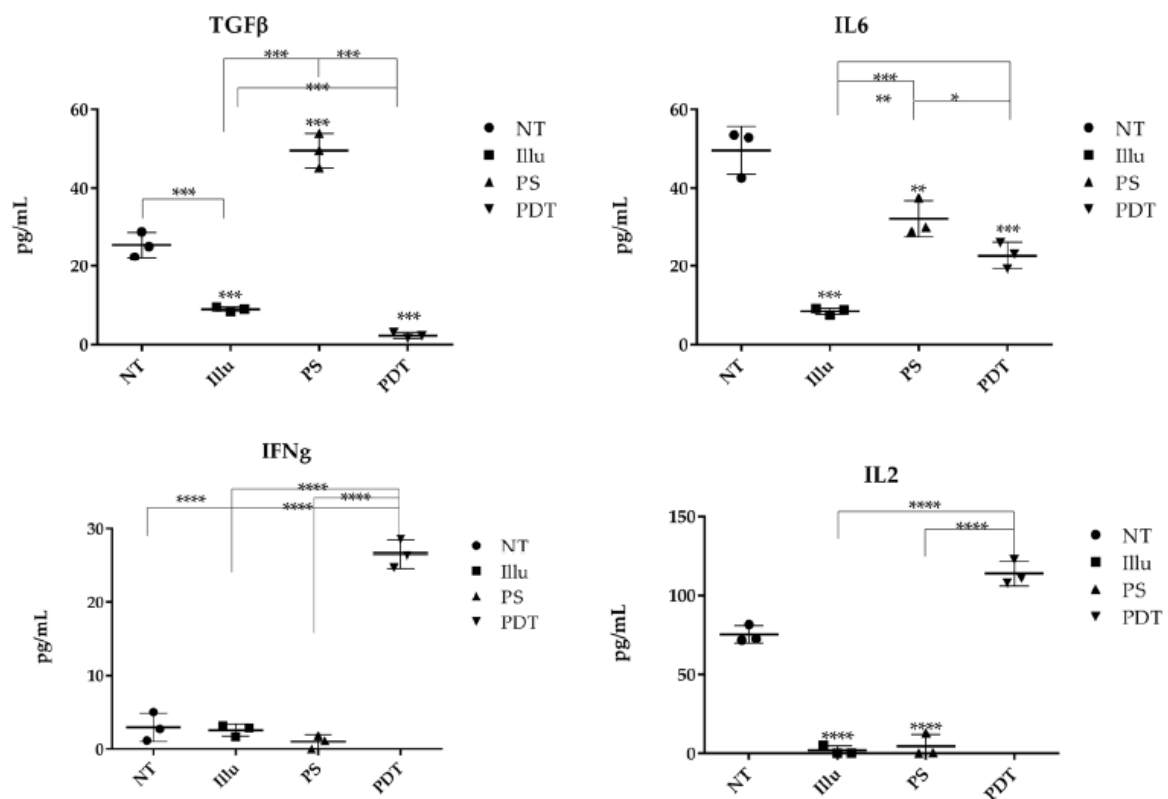 TGFβ
*** ***
***
60
***
40
***
20
***
***
0
pg/mL
NT
Illu
PS
PDT
NT
Illu
PS
PDT
IL6
***
** *
60
40
**
***
20
***
0
pg/mL
NT
Illu
PS
PDT
NT
Illu
PS
PDT
IFNg
****
**** ****
****
30
20
10
0
pg/mL
NT
Illu
PS
PDT
NT
Illu
PS
PDT
IL2
****
****
150
100
50
**** ****
0
pg/mL
NT
Illu
PS
PDT
NT
Illu
PS
PDT